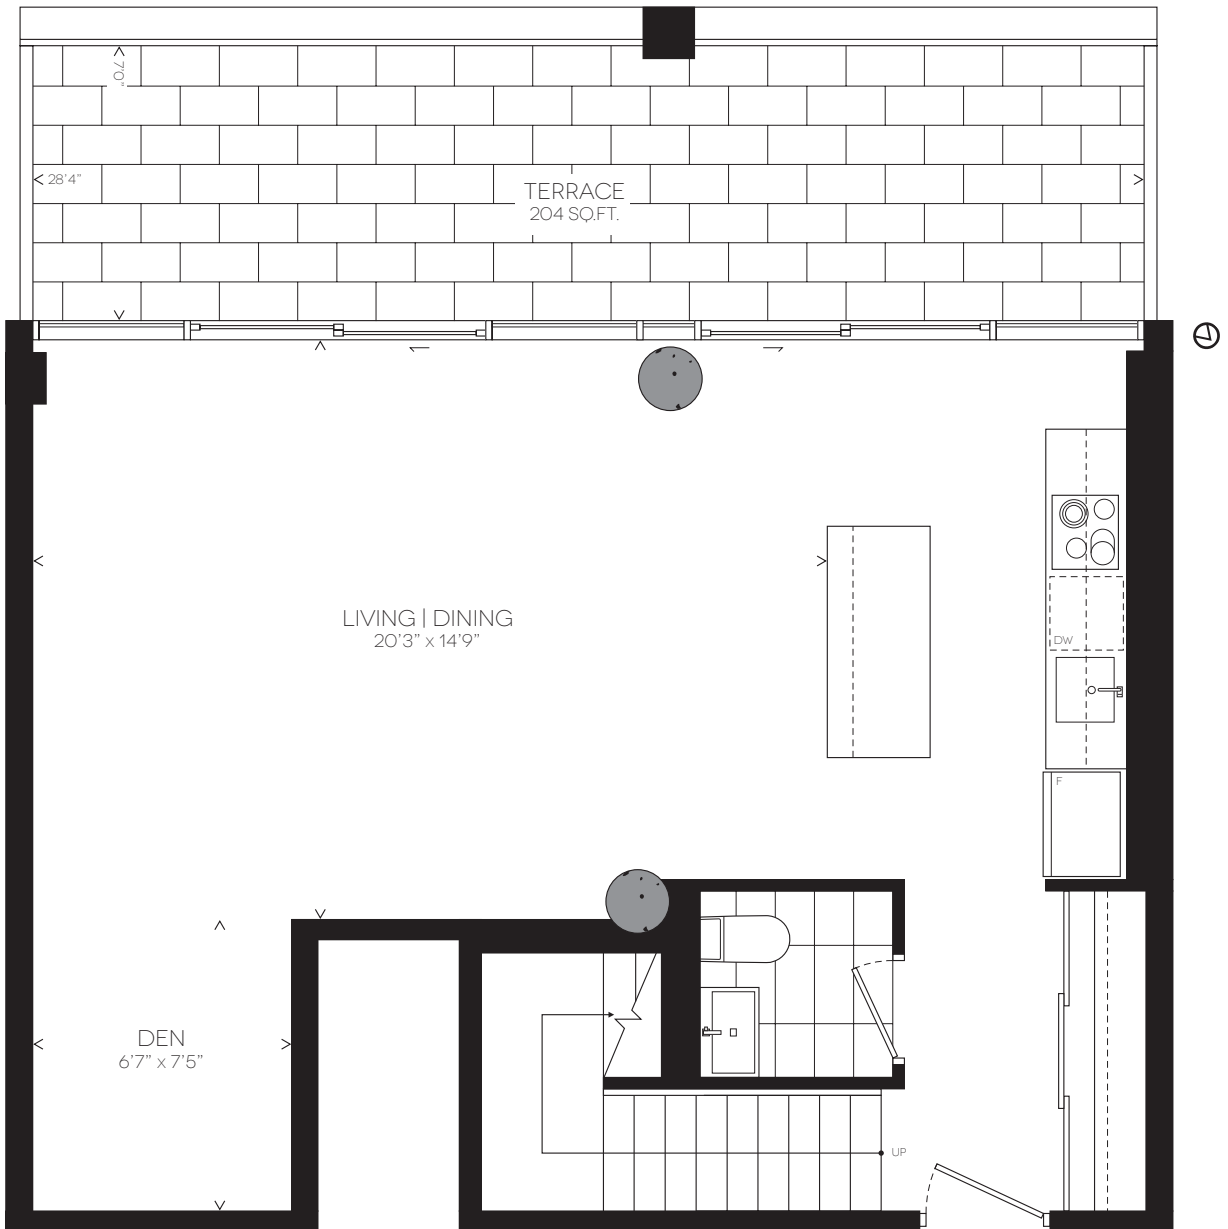 7'0"
28'4"
TERRACE
204 SQ.FT.
LIVING | DINING
20'3" x 14'9"
DW
F
DEN
6'7" x 7'5"
UP